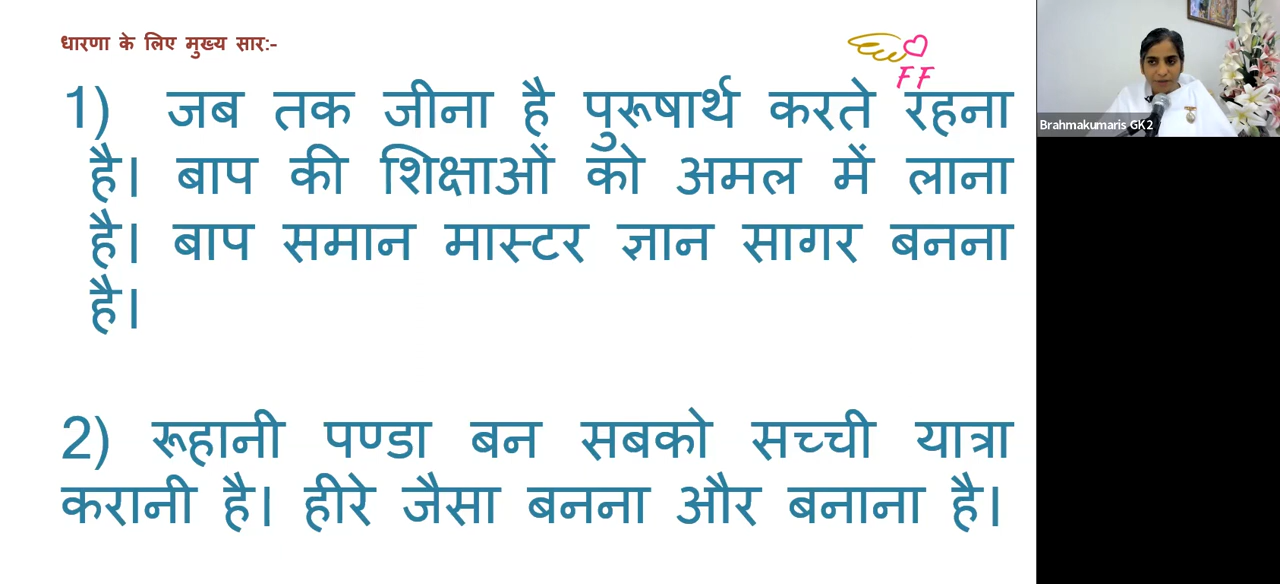 धारणा के लिए मुख्य सार:-
FF
1) जब तक जीना है पुरूषार्थ करते रहना
है। बाप की शिक्षाओं को अमल में लाना
है। बाप समान मास्टर ज्ञान सागर बनना
है।
2) रूहानी पण्डा बन सबको सच्ची यात्रा
करानी है। हीरे जैसा बनना और बनाना है।
Brahmakumaris GK2